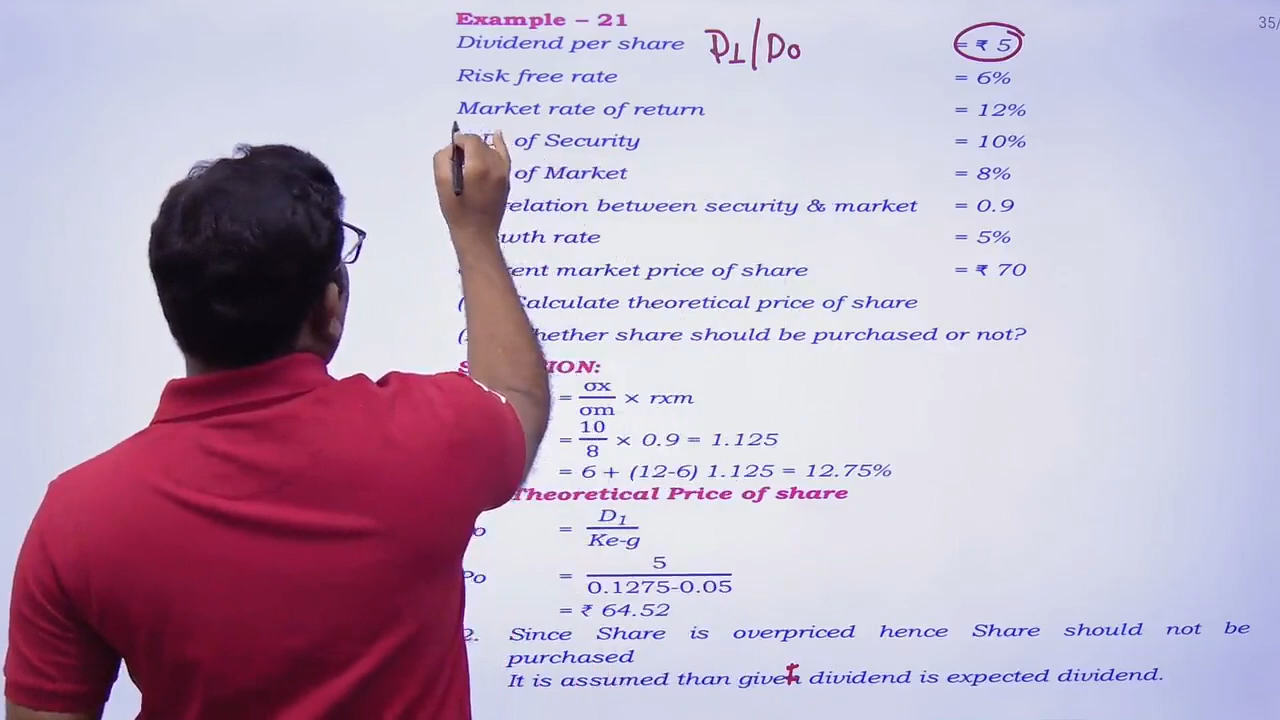 35/
Example – 21
Dividend per share D1/D0 = ₹ 5
Risk free rate = 6%
Market rate of return = 12%
of Security = 10%
of Market = 8%
relation between security & market = 0.9
wth rate = 5%
ent market price of share = ₹ 70
( Calculate theoretical price of share
( hether share should be purchased or not?
S ION:
= σx/σm × rxm
= 10/8 × 0.9 = 1.125
= 6 + (12-6) 1.125 = 12.75%
Theoretical Price of share
o = D₁/Ke-g
Po = 5/0.1275-0.05
= ₹ 64.52
2. Since Share is overpriced hence Share should not be
purchased
It is assumed than given dividend is expected dividend.